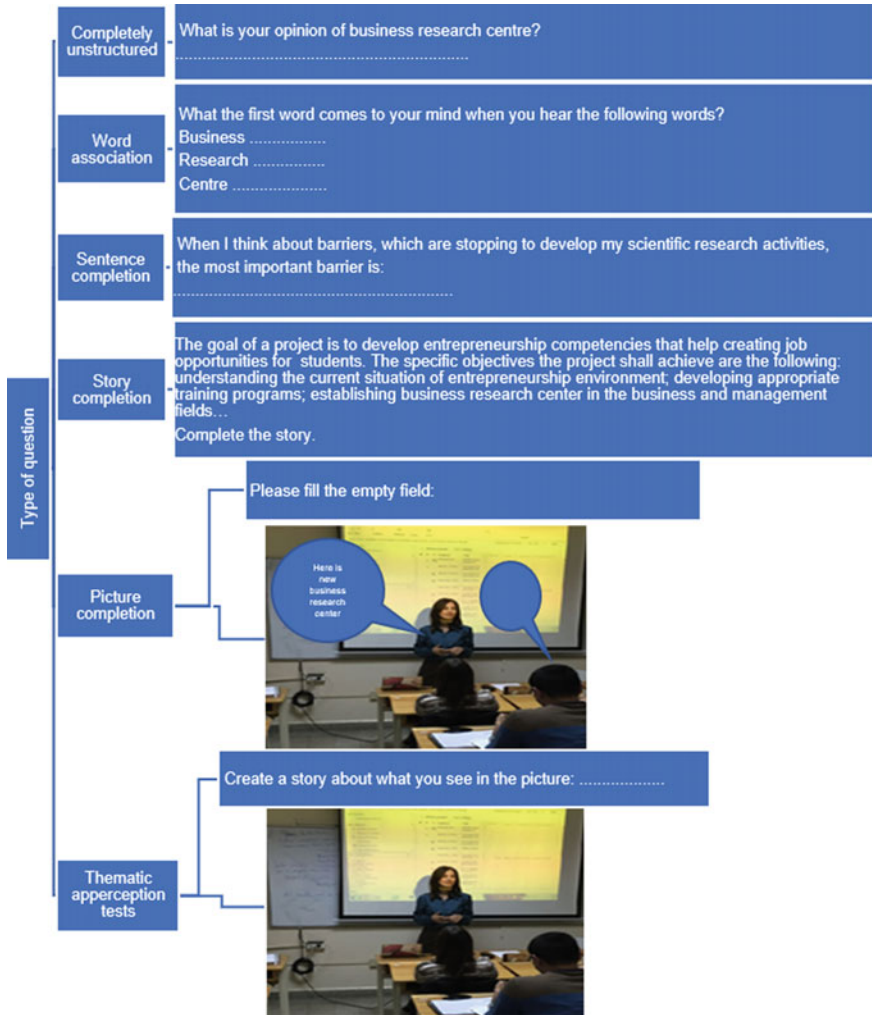 Type of question
Completely
unstructured
What is your opinion of business research centre?
.................................................................
Word
association
What the first word comes to your mind when you hear the following words?
Business .................
Research ................
Centre .....................
Sentence
completion
When I think about barriers, which are stopping to develop my scientific research activities,
the most important barrier is:
..............................................................
Story
completion
The goal of a project is to develop entrepreneurship competencies that help creating job
opportunities for students. The specific objectives the project shall achieve are the following:
understanding the current situation of entrepreneurship environment; developing appropriate
training programs; establishing business research center in the business and management
fields…
Complete the story.
Picture
completion
Please fill the empty field:
Here is
new
business
research
center
Thematic
apperception
tests
Create a story about what you see in the picture: ...................